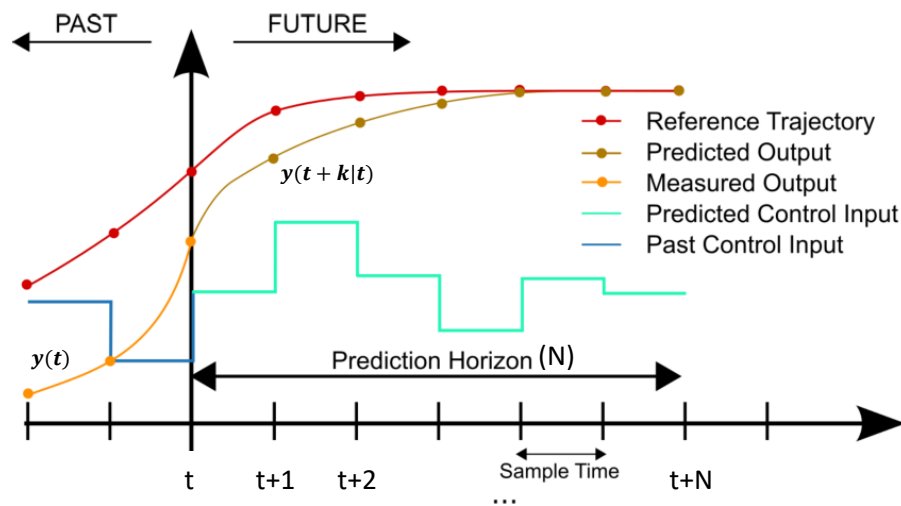 PAST
FUTURE
Reference Trajectory
Predicted Output
Measured Output
Predicted Control Input
Past Control Input
y(t + k|t)
y(t)
Prediction Horizon (N)
Sample Time
t
t+1
t+2
...
t+N